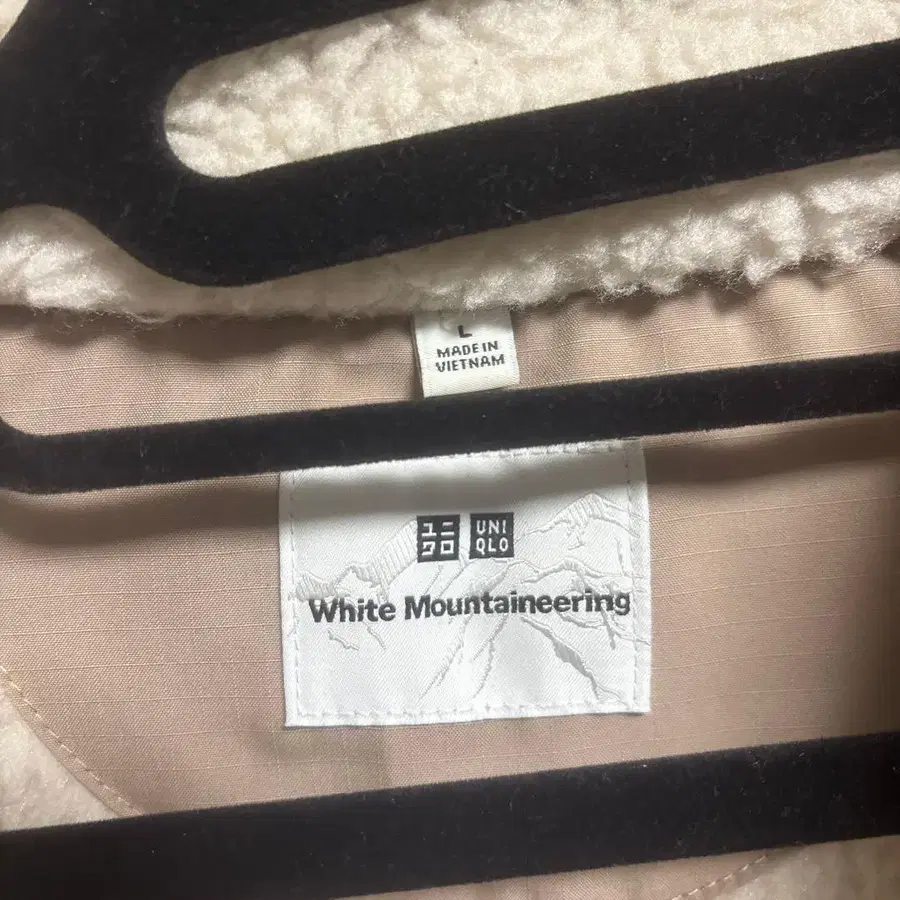 L
MADE IN
VIETNAM
ユニ UNI
クロ QLO
White Mountaineering